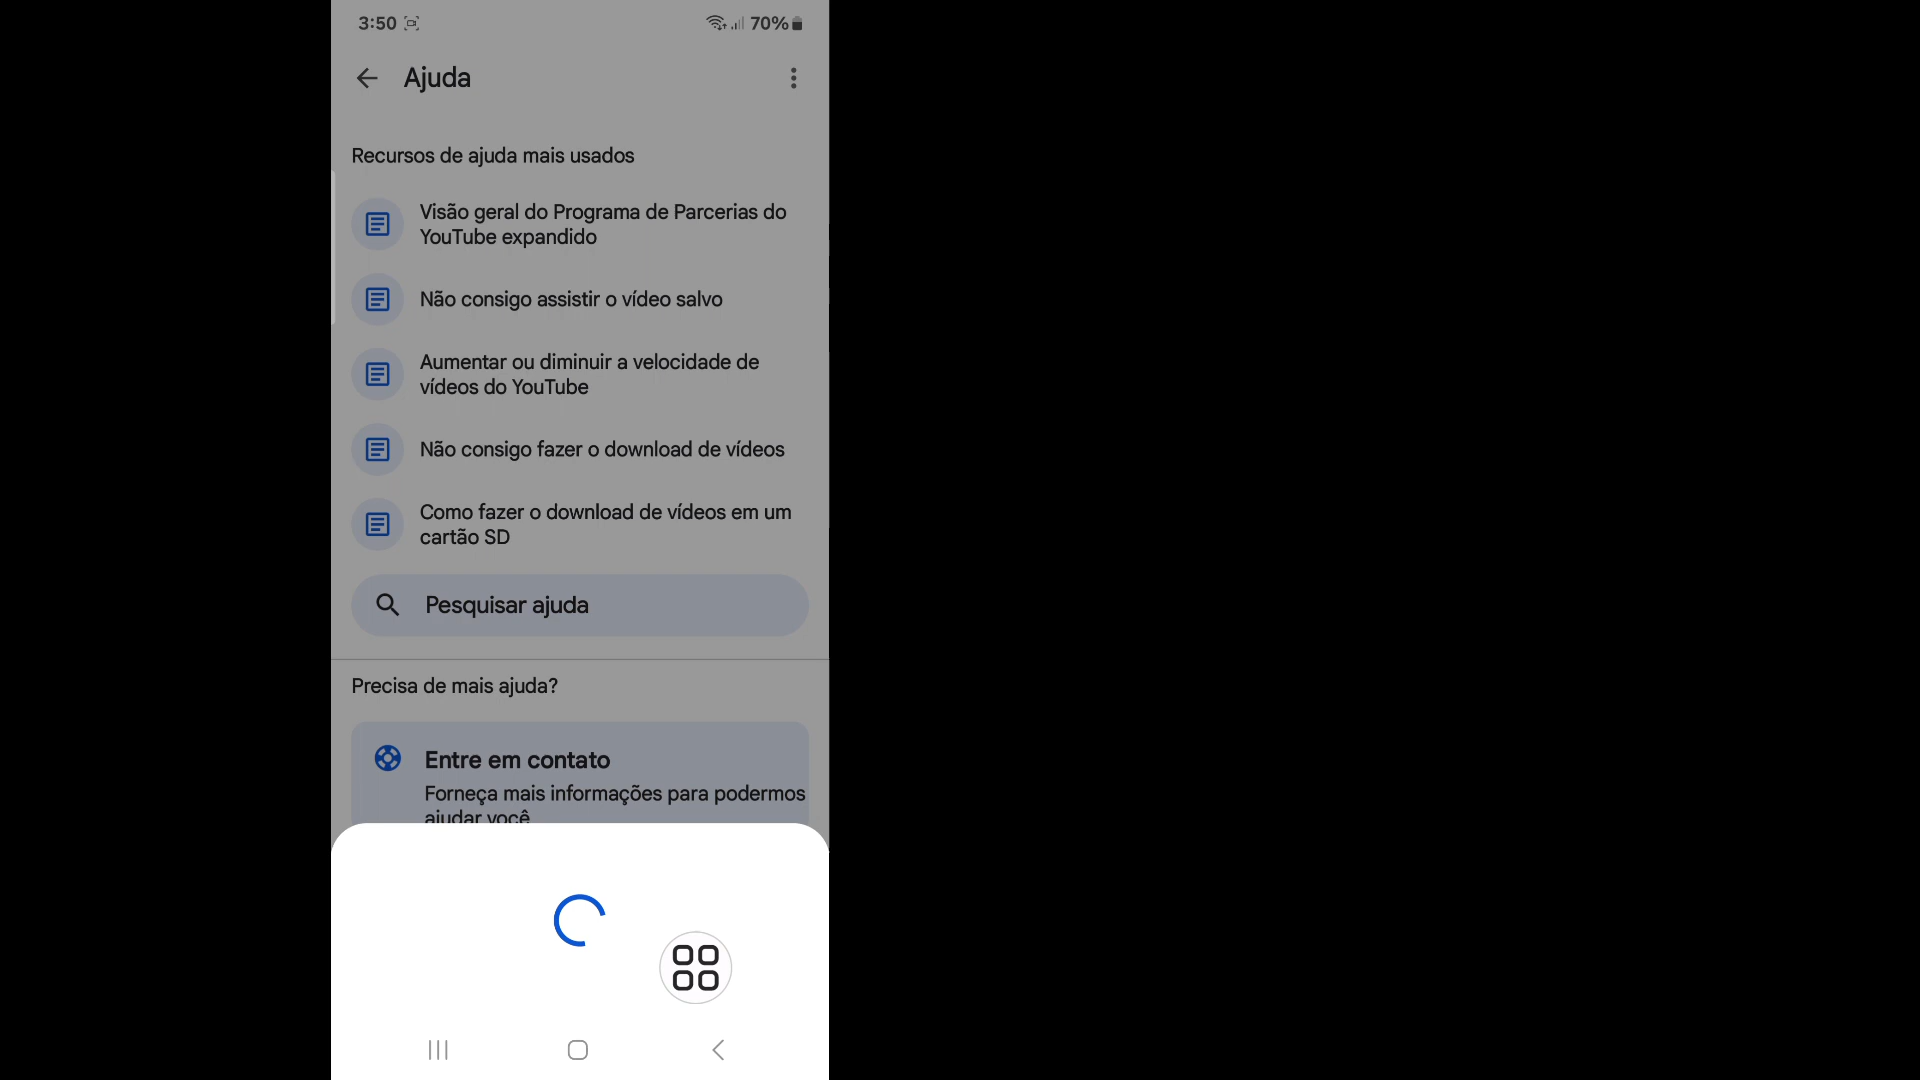 3:50
70%
Ajuda
Recursos de ajuda mais usados
Visão geral do Programa de Parcerias do
YouTube expandido
Não consigo assistir o vídeo salvo
Aumentar ou diminuir a velocidade de
vídeos do YouTube
Não consigo fazer o download de vídeos
Como fazer o download de vídeos em um
cartão SD
Pesquisar ajuda
Precisa de mais ajuda?
Entre em contato
Forneça mais informações para podermos
ajudar você